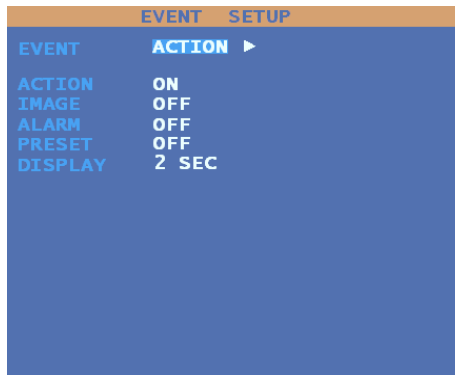 EVENT SETUP
EVENT ACTION ►
ACTION ON
IMAGE OFF
ALARM OFF
PRESET OFF
DISPLAY 2 SEC